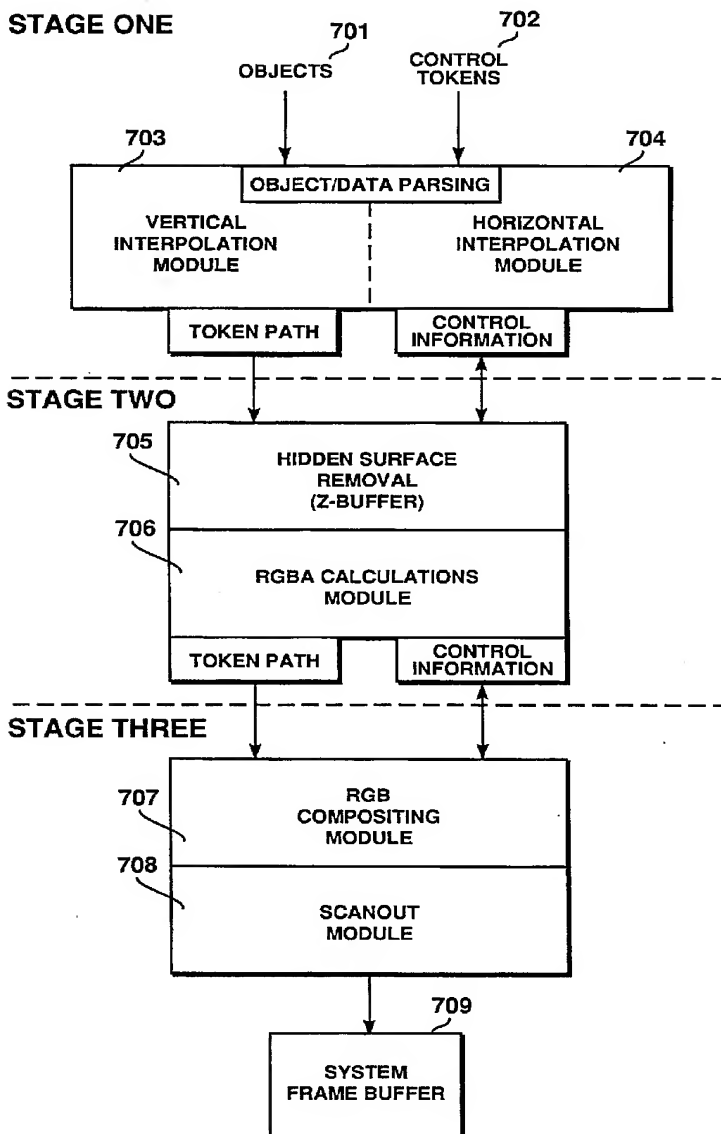 STAGE ONE
701
702
OBJECTS
CONTROL
TOKENS
703
704
OBJECT/DATA PARSING
VERTICAL
INTERPOLATION
MODULE
HORIZONTAL
INTERPOLATION
MODULE
TOKEN PATH
CONTROL
INFORMATION
STAGE TWO
705
HIDDEN SURFACE
REMOVAL
(Z-BUFFER)
706
RGBA CALCULATIONS
MODULE
TOKEN PATH
CONTROL
INFORMATION
STAGE THREE
707
RGB
COMPOSITING
MODULE
708
SCANOUT
MODULE
709
SYSTEM
FRAME BUFFER